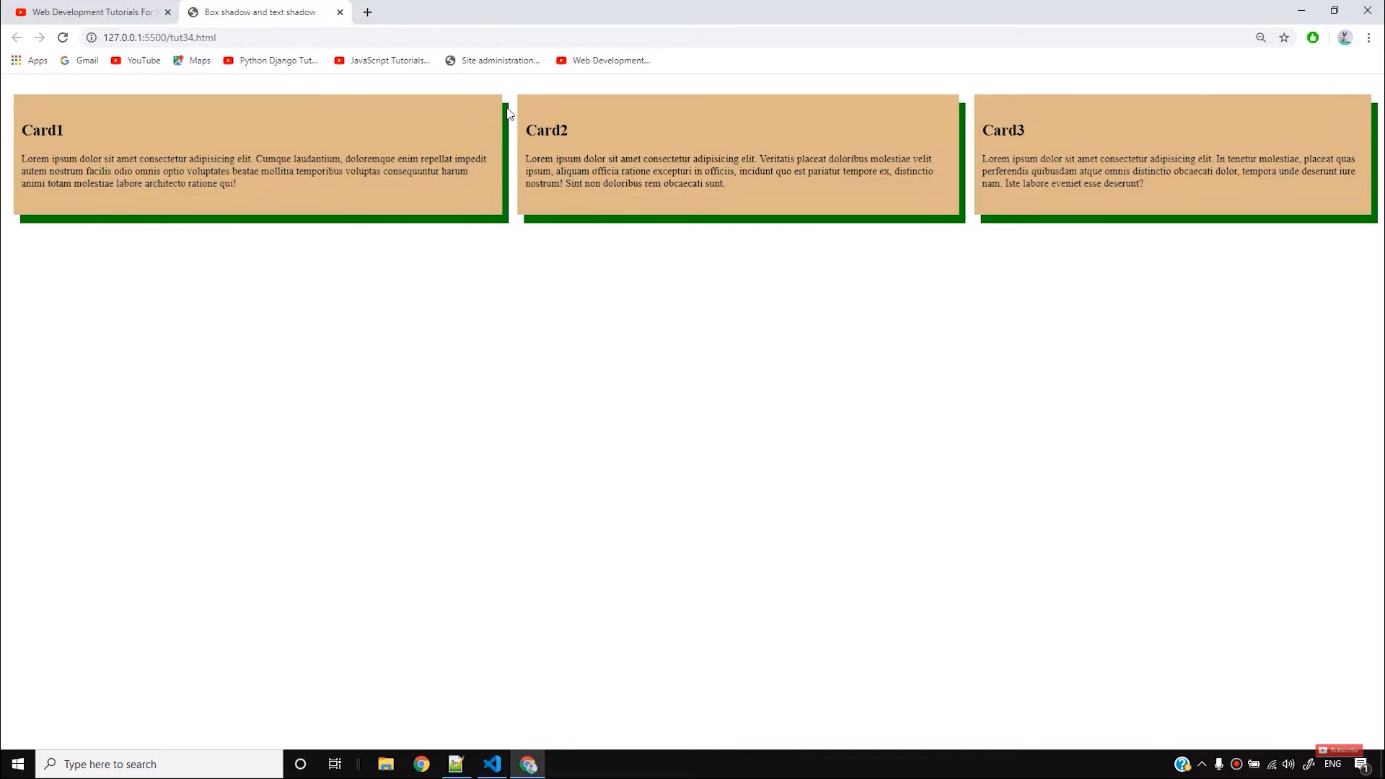 Web Development Tutorials For
Box shadow and text shadow
127.0.0.1:5500/tut34.html
Apps
Gmail
YouTube
Maps
Python Django Tut...
JavaScript Tutorials...
Site administration...
Web Development...
Card1
Lorem ipsum dolor sit amet consectetur adipisicing elit. Cumque laudantium, doloremque enim repellat impedit
autem nostrum facilis odio omnis optio voluptates beatae mollitia temporibus voluptas consequuntur harum
animi totam molestiae labore architecto ratione qui!
Card2
Lorem ipsum dolor sit amet consectetur adipisicing elit. Veritatis placeat doloribus molestiae velit
ipsum, aliquam officia ratione excepturi in officiis, incidunt quo est pariatur tempore ex, distinctio
nostrum! Sint non doloribus rem obcaecati sunt.
Card3
Lorem ipsum dolor sit amet consectetur adipisicing elit. In tenetur molestiae, placeat quas
perferendis quibusdam atque omnis distinctio obcaecati dolor, tempora unde deserunt iure
nam. Iste labore eveniet esse deserunt?
Type here to search
Subscribe
ENG
1